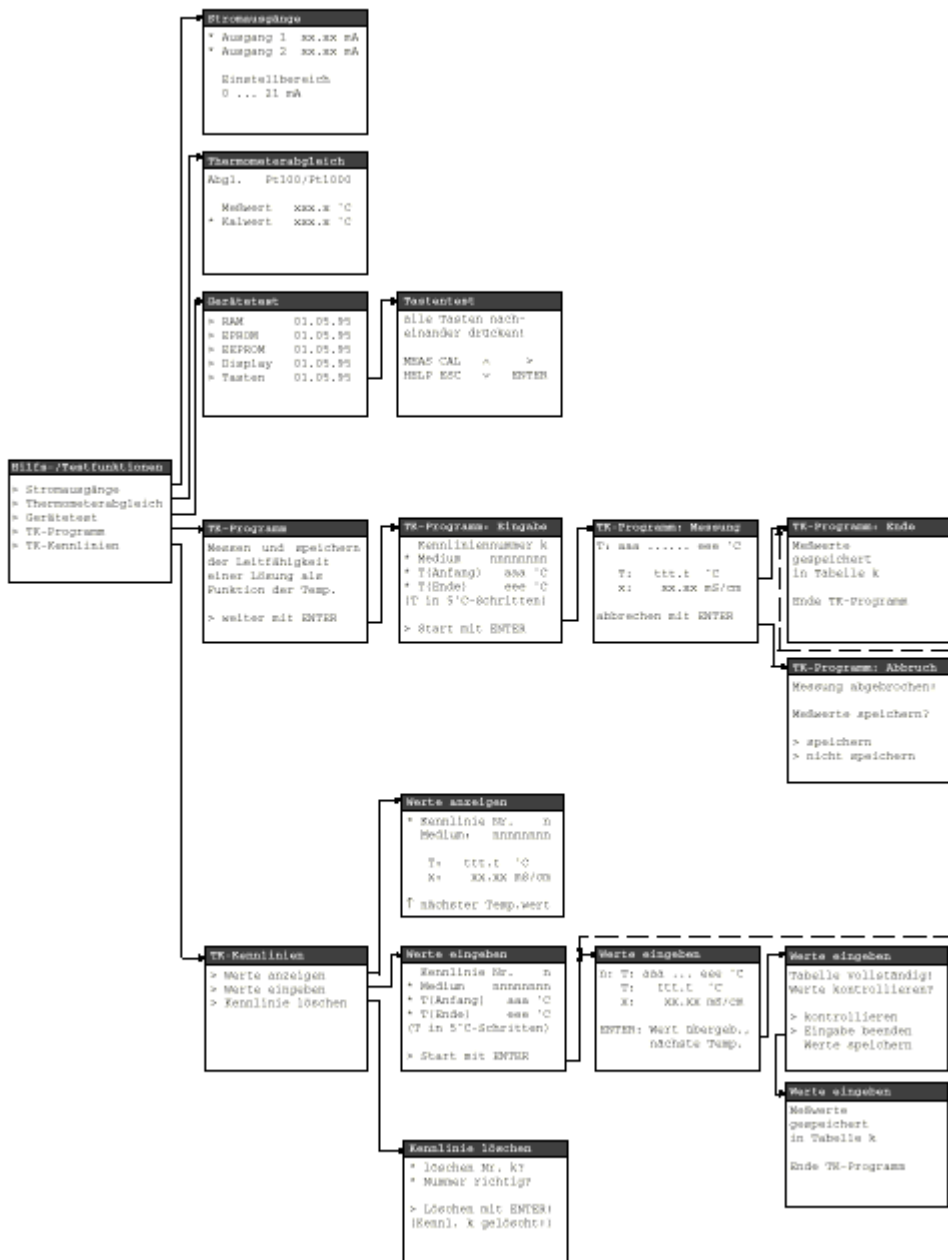 Stromausgänge
* Ausgang 1 xx.xx mA
* Ausgang 2 xx.xx mA
Einstellbereich
0 ... 21 mA
Thermometerabgleich
Abgl. Pt100/Pt1000
Meßwert xxx.x °C
* Kalwert xxx.x °C
Gerätetest
> RAM 01.05.95
> EPROM 01.05.95
> EEPROM 01.05.95
> Display 01.05.95
> Tasten 01.05.95
Tastentest
alle Tasten nach-
einander drücken!
MEAS CAL ^ >
HELP ESC v ENTER
Hilfs-/Testfunktionen
> Stromausgänge
> Thermometerabgleich
> Gerätetest
> TK-Programm
> TK-Kennlinien
TK-Programm
Messen und speichern
der Leitfähigkeit
einer Lösung als
Funktion der Temp.
> weiter mit ENTER
TK-Programm: Eingabe
Kennliniennummer k
* Medium nnnnnnnn
* T(Anfang) aaa °C
* T(Ende) eee °C
(T in 5°C-Schritten)
> Start mit ENTER
TK-Programm: Messung
T: aaa ...... eee °C
T: ttt.t °C
x: xx.xx mS/cm
abbrechen mit ENTER
TK-Programm: Ende
Meßwerte
gespeichert
in Tabelle k
Ende TK-Programm
TK-Programm: Abbruch
Messung abgebrochen!
Meßwerte speichern?
> speichern
> nicht speichern
Werte anzeigen
* Kennlinie Nr. n
Medium: nnnnnnnn
T: ttt.t °C
x: xx.xx mS/cm
↑ nächster Temp.wert
TK-Kennlinien
> Werte anzeigen
> Werte eingeben
> Kennlinie löschen
Werte eingeben
Kennlinie Nr. n
* Medium nnnnnnnn
* T(Anfang) aaa °C
* T(Ende) eee °C
(T in 5°C-Schritten)
> Start mit ENTER
Werte eingeben
n: T: aaa ... eee °C
T: ttt.t °C
X: xx.xx mS/cm
ENTER: Wert übergeb.,
nächste Temp.
Werte eingeben
Tabelle vollständig!
Werte kontrollieren?
> kontrollieren
> Eingabe beenden
Werte speichern
Werte eingeben
Meßwerte
gespeichert
in Tabelle k
Ende TK-Programm
Kennlinie löschen
* löschen Nr. k?
* Nummer richtig?
> Löschen mit ENTER!
(Kennl. k gelöscht!)